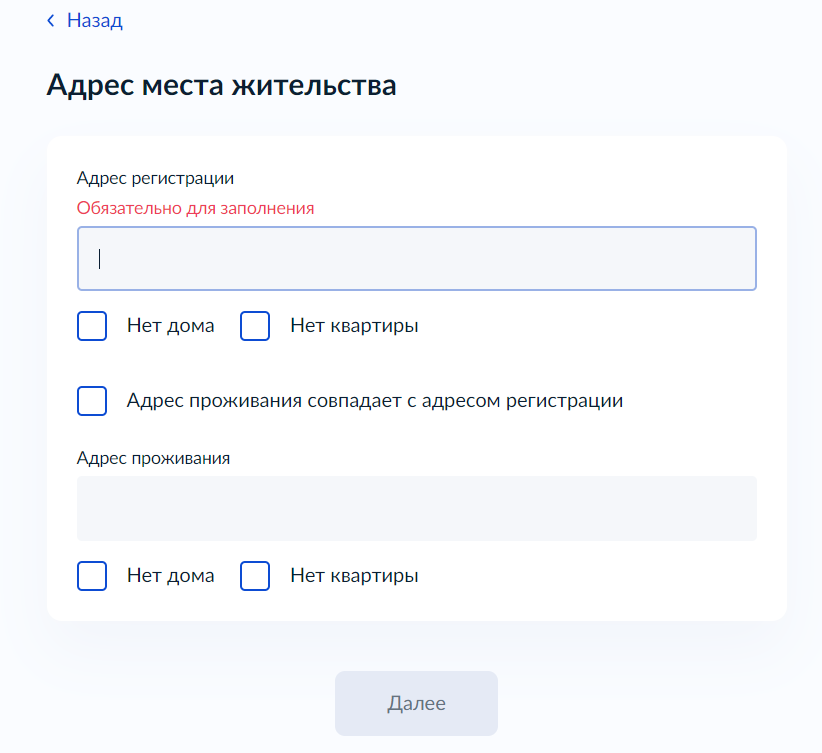 Назад
Адрес места жительства
Адрес регистрации
Обязательно для заполнения
Нет дома Нет квартиры
Адрес проживания совпадает с адресом регистрации
Адрес проживания
Нет дома Нет квартиры
Далее